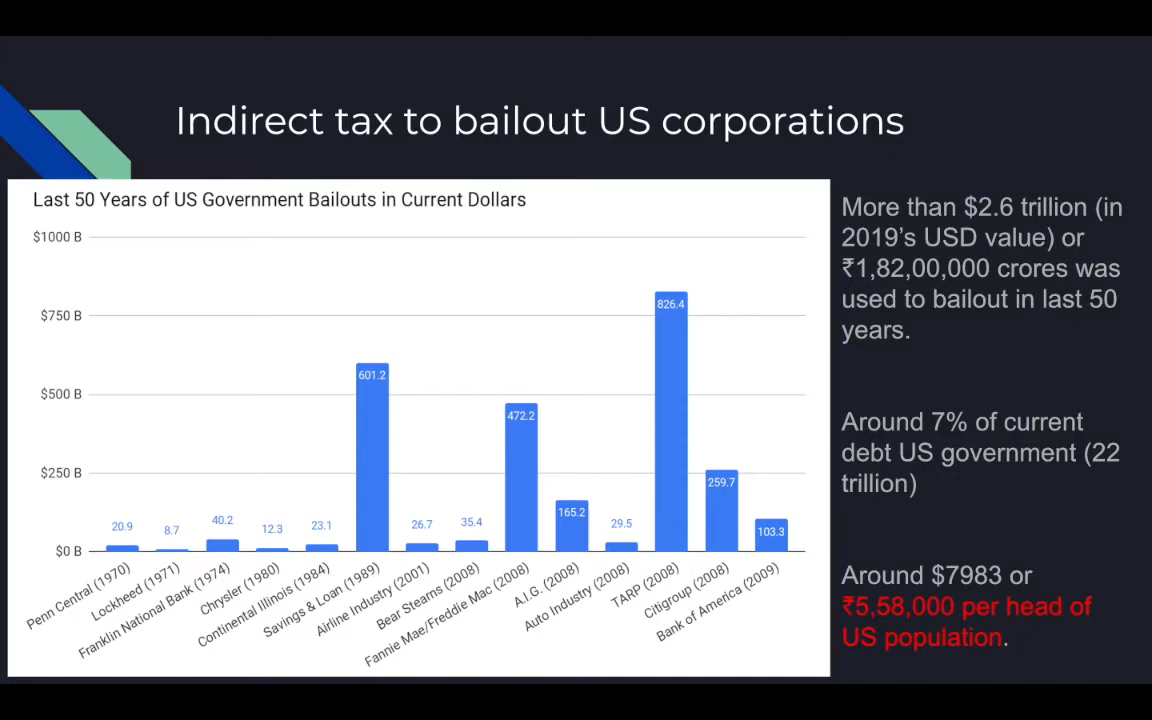 Indirect tax to bailout US corporations
Last 50 Years of US Government Bailouts in Current Dollars
$1000 B
$750 B
$500 B
$250 B
$0 B
20.9
8.7
40.2
12.3
23.1
601.2
26.7
35.4
472.2
165.2
29.5
826.4
259.7
103.3
Penn Central (1970)
Lockheed (1971)
Franklin National Bank (1974)
Chrysler (1980)
Continental Illinois (1984)
Savings & Loan (1989)
Airline Industry (2001)
Bear Stearns (2008)
Fannie Mae/Freddie Mac (2008)
A.I.G. (2008)
Auto Industry (2008)
TARP (2008)
Citigroup (2008)
Bank of America (2009)
More than $2.6 trillion (in
2019’s USD value) or
₹1,82,00,000 crores was
used to bailout in last 50
years.
Around 7% of current
debt US government (22
trillion)
Around $7983 or
₹5,58,000 per head of
US population.